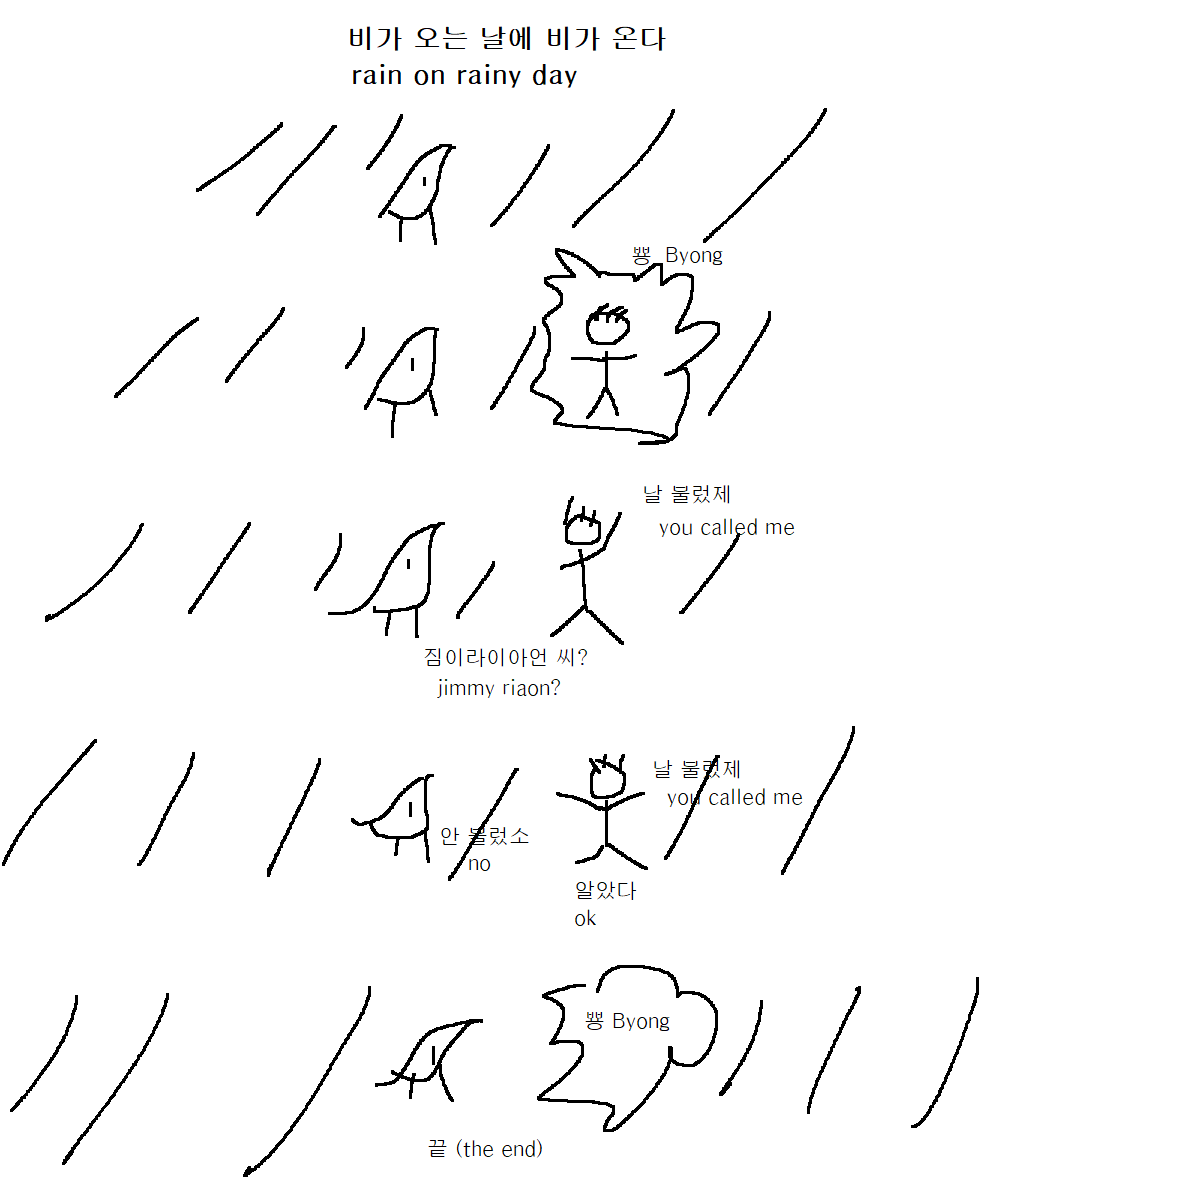 비가 오는 날에 비가 온다
rain on rainy day
뿅 Byong
날 불렀제
you called me
짐이라이아언 씨?
jimmy riaon?
날 불렀제
you called me
안 불렀소
no
알았다
ok
뿅 Byong
끝 (the end)